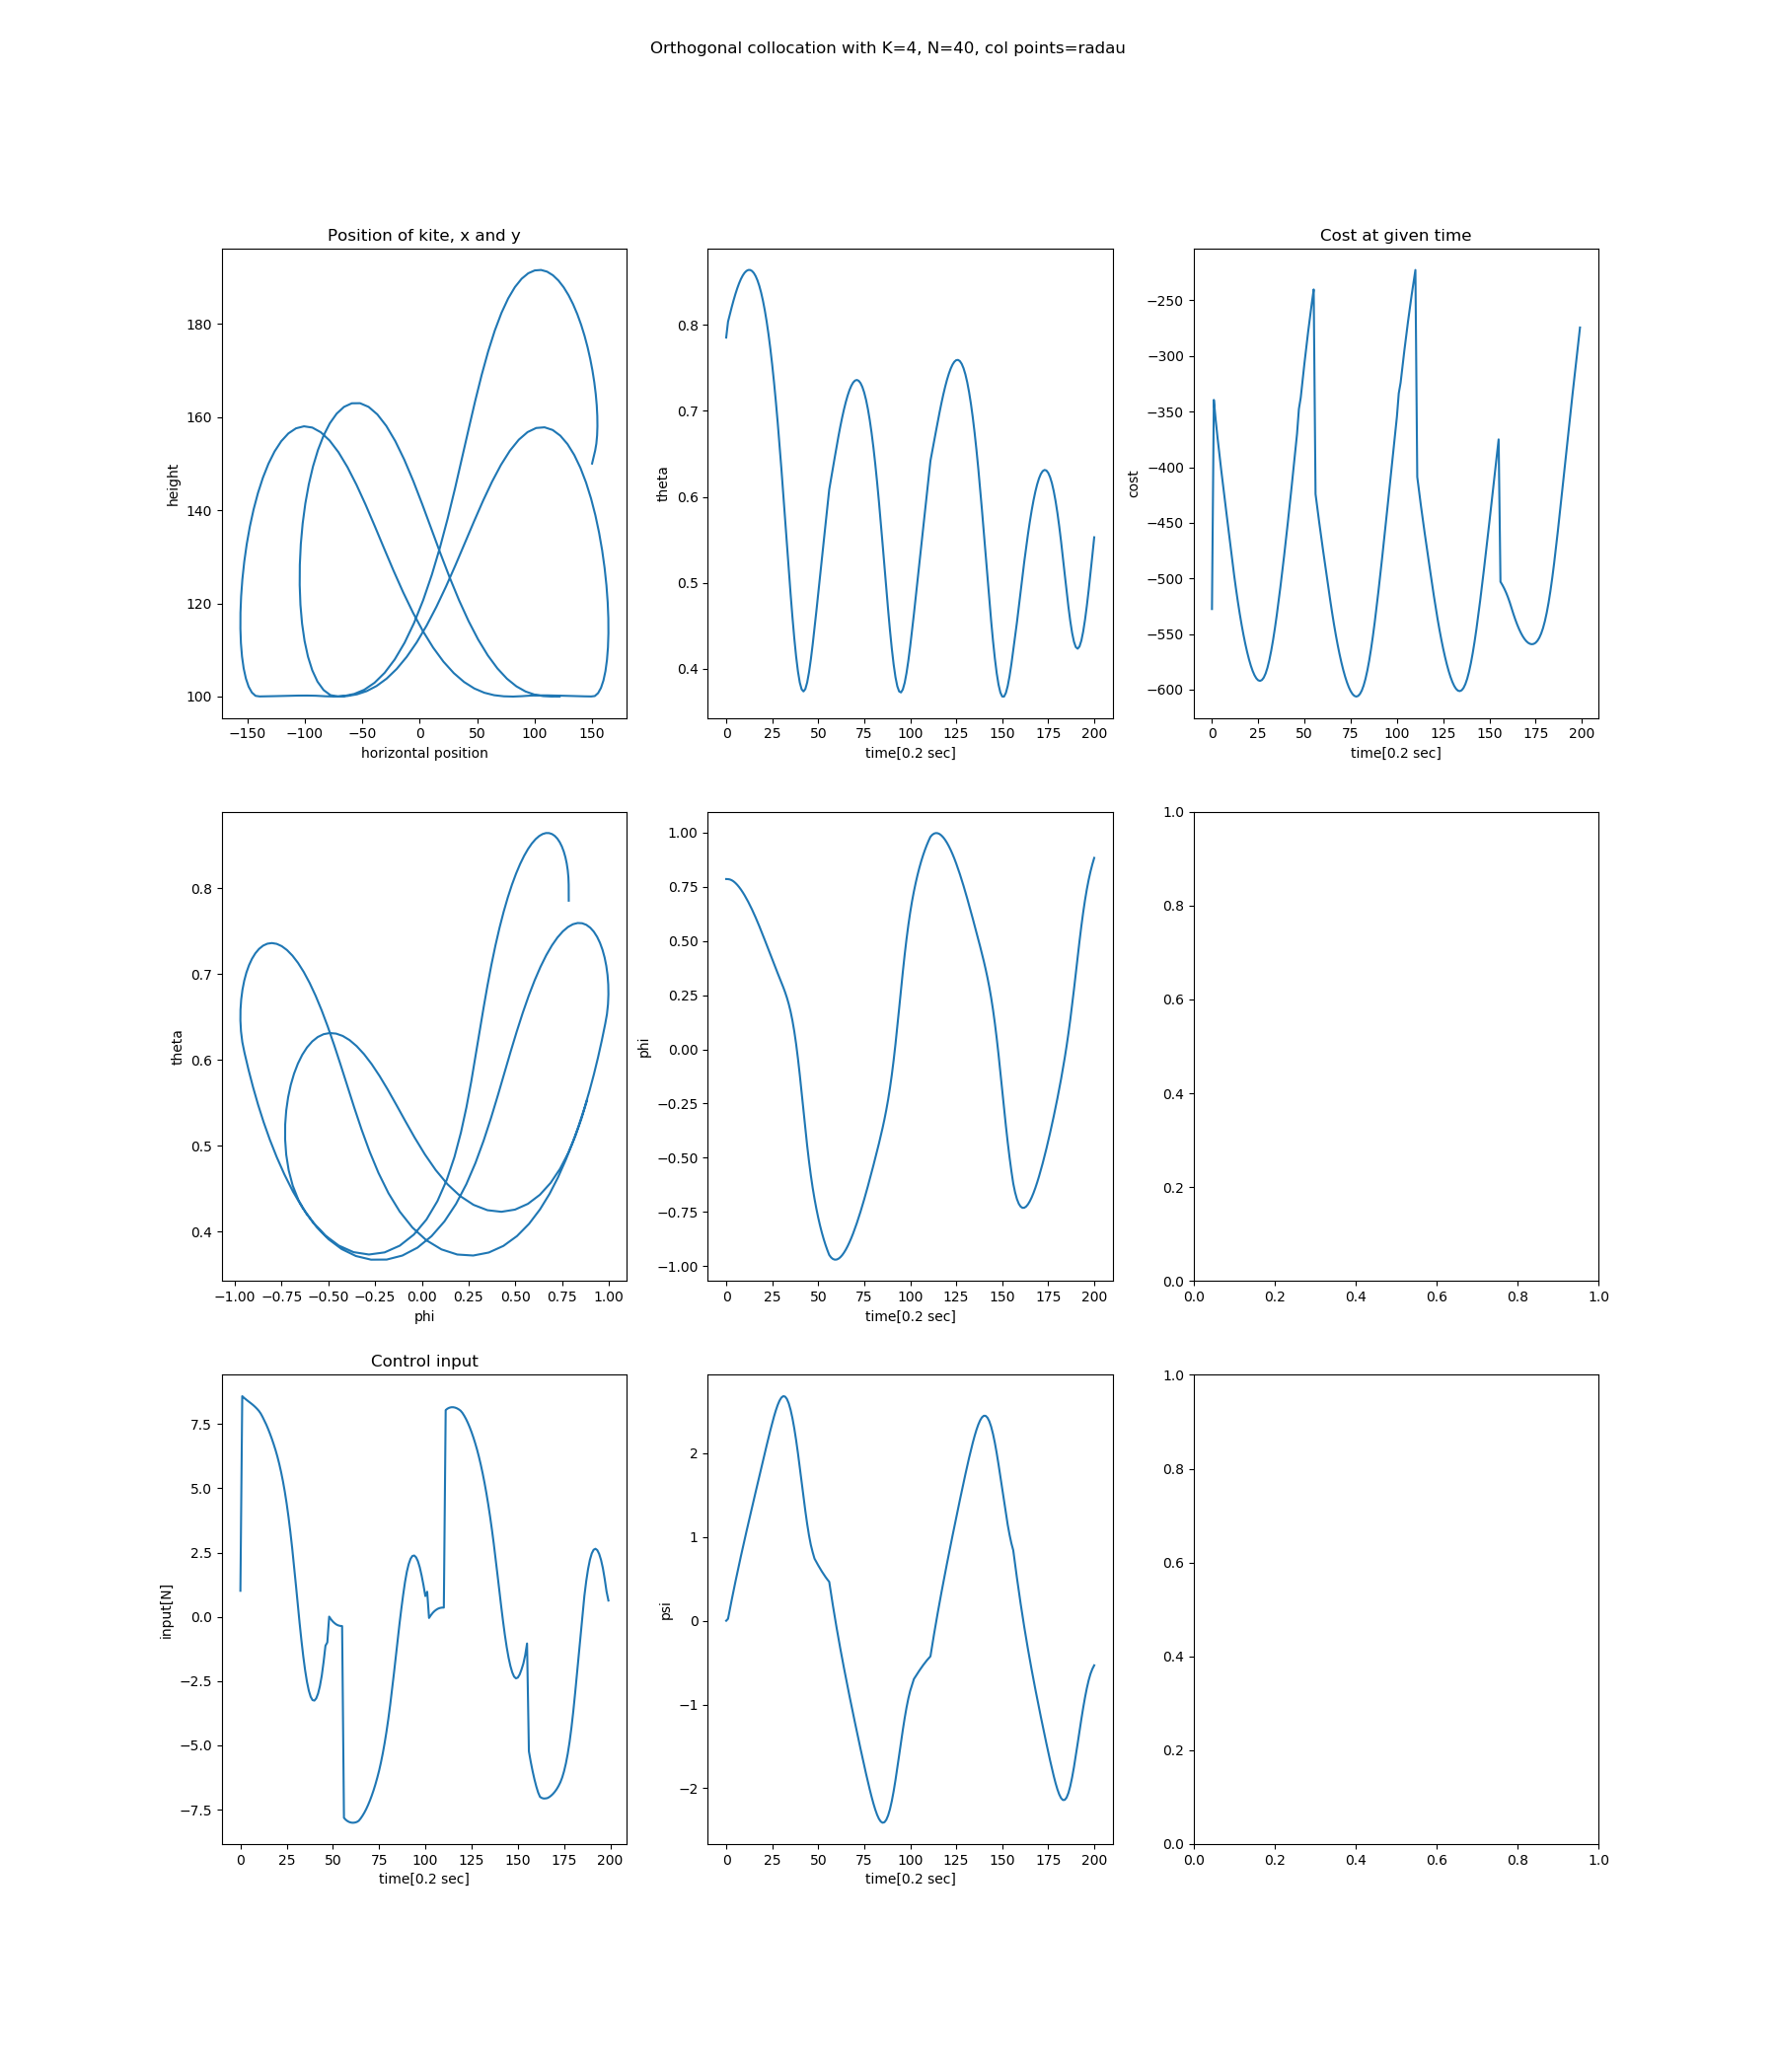 Orthogonal collocation with K=4, N=40, col points=radau
Position of kite, x and y
height
180
160
140
120
100
−150 −100 −50 0 50 100 150
horizontal position
theta
0.8
0.7
0.6
0.5
0.4
0 25 50 75 100 125 150 175 200
time[0.2 sec]
Cost at given time
cost
−250
−300
−350
−400
−450
−500
−550
−600
0 25 50 75 100 125 150 175 200
time[0.2 sec]
theta
0.8
0.7
0.6
0.5
0.4
−1.00 −0.75 −0.50 −0.25 0.00 0.25 0.50 0.75 1.00
phi
phi
1.00
0.75
0.50
0.25
0.00
−0.25
−0.50
−0.75
−1.00
0 25 50 75 100 125 150 175 200
time[0.2 sec]
1.0
0.8
0.6
0.4
0.2
0.0
0.0 0.2 0.4 0.6 0.8 1.0
Control input
input[N]
7.5
5.0
2.5
0.0
−2.5
−5.0
−7.5
0 25 50 75 100 125 150 175 200
time[0.2 sec]
psi
2
1
0
−1
−2
0 25 50 75 100 125 150 175 200
time[0.2 sec]
1.0
0.8
0.6
0.4
0.2
0.0
0.0 0.2 0.4 0.6 0.8 1.0